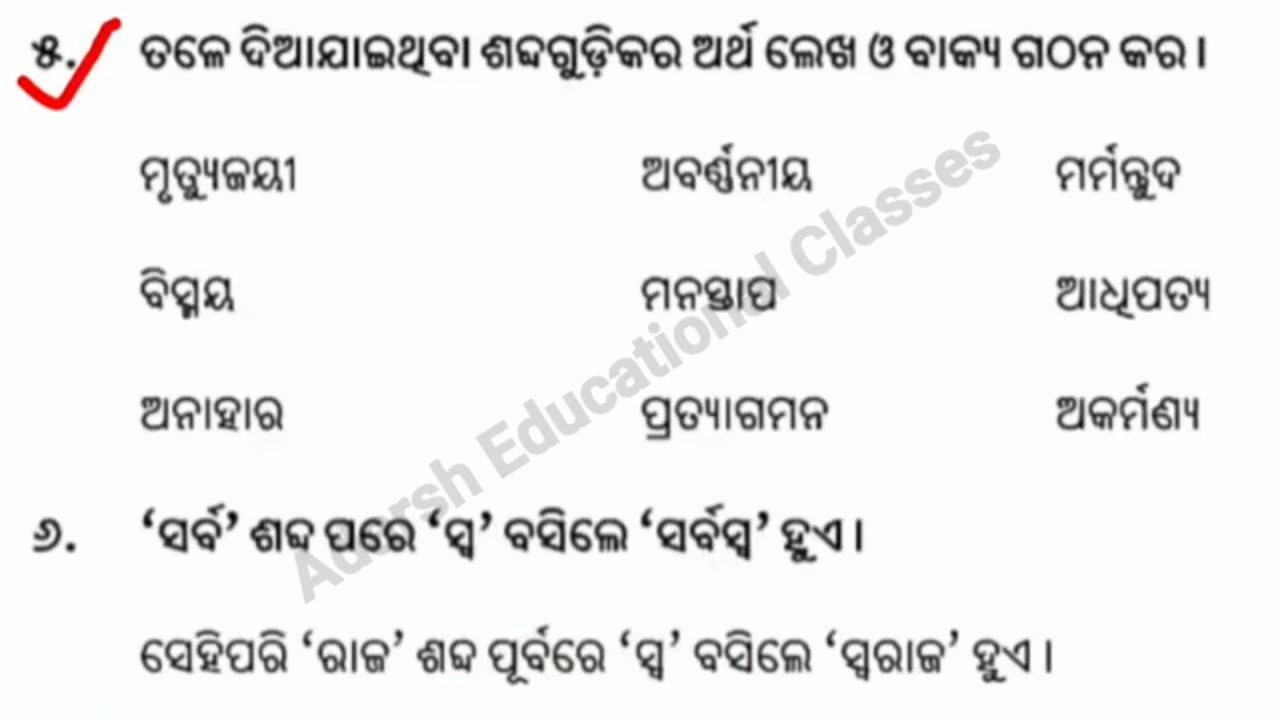 ୫. ତଳେ ଦିଆଯାଇଥିବା ଶବ୍ଦଗୁଡ଼ିକର ଅର୍ଥ ଲେଖ ଓ ବାକ୍ୟ ଗଠନ କର ।
ମୃତ୍ୟୁଜୟୀ ଅବର୍ଣ୍ଣନୀୟ ମର୍ମନ୍ତୁଦ
ବିସ୍ମୟ ମନସ୍ତାପ ଆଧିପତ୍ୟ
ଅନାହାର ପ୍ରତ୍ୟାଗମନ ଅକର୍ମଣ୍ୟ
୬. ‘ସର୍ବ’ ଶବ୍ଦ ପରେ ‘ସ୍ୱ’ ବସିଲେ ‘ସର୍ବସ୍ୱ’ ହୁଏ ।
ସେହିପରି ‘ରାଜ’ ଶବ୍ଦ ପୂର୍ବରେ ‘ସ୍ୱ’ ବସିଲେ ‘ସ୍ୱରାଜ’ ହୁଏ ।
Adarsh Educational Classes